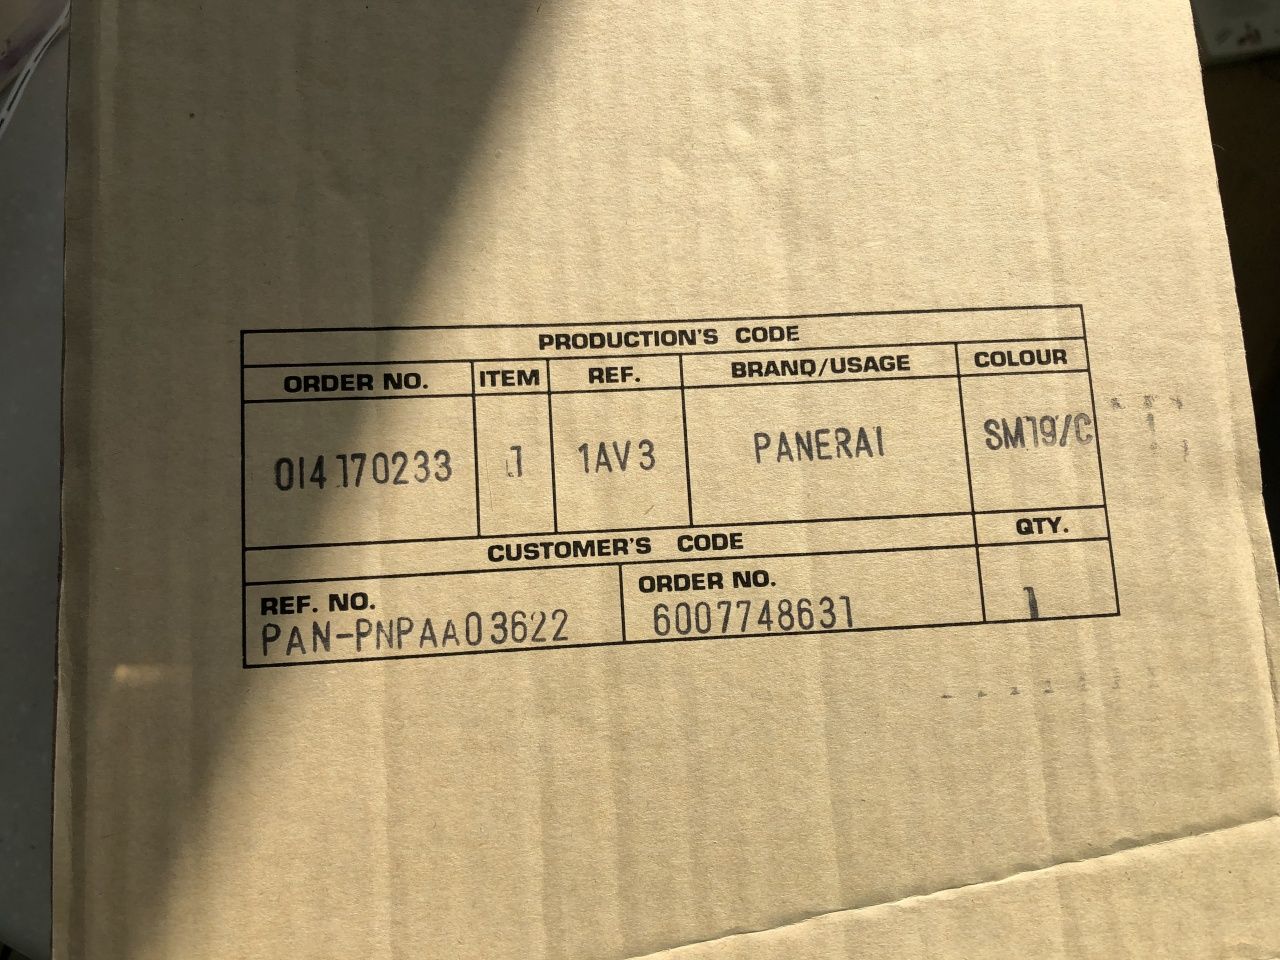 PRODUCTION'S CODE
ORDER NO. ITEM REF. BRAND/USAGE COLOUR
014170233 1 1AV3 PANERAI SM19/C
CUSTOMER'S CODE QTY.
REF. NO. ORDER NO.
PAN-PNPAA03622 6007748631 1